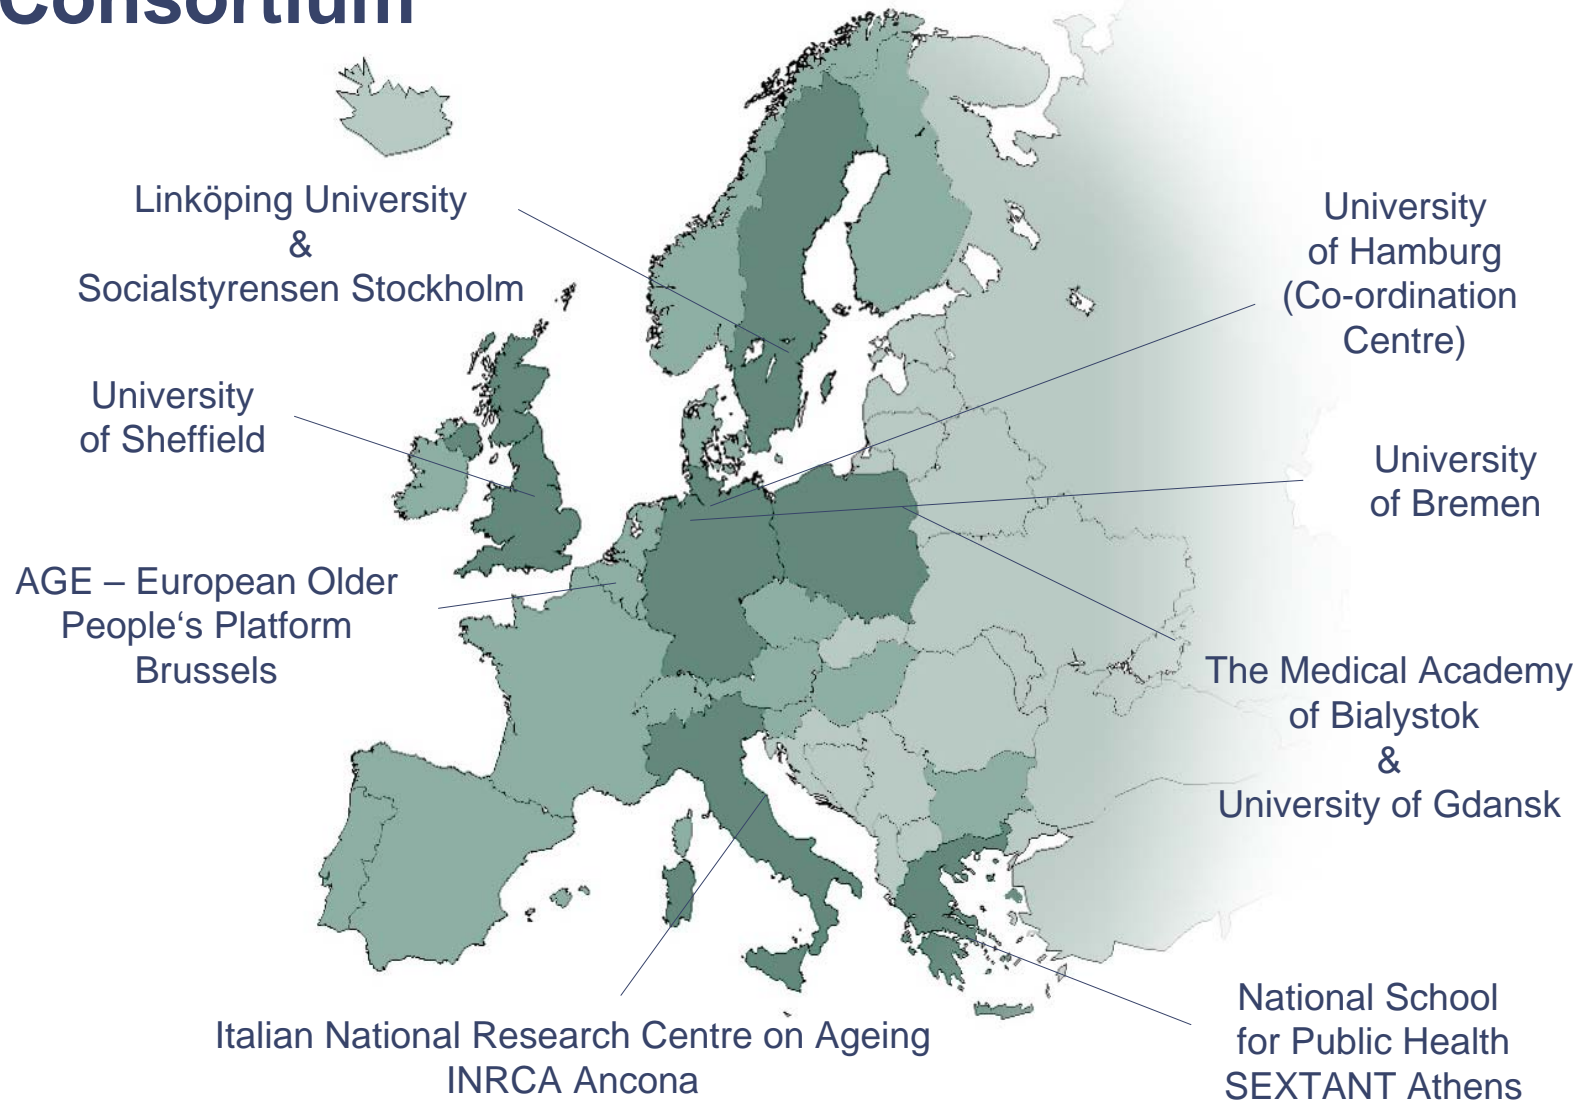 Consortium
Linköping University
&
Socialstyrensen Stockholm
University
of Sheffield
AGE – European Older
People‘s Platform
Brussels
Italian National Research Centre on Ageing
INRCA Ancona
University
of Hamburg
(Co-ordination
Centre)
University
of Bremen
The Medical Academy
of Bialystok
&
University of Gdansk
National School
for Public Health
SEXTANT Athens